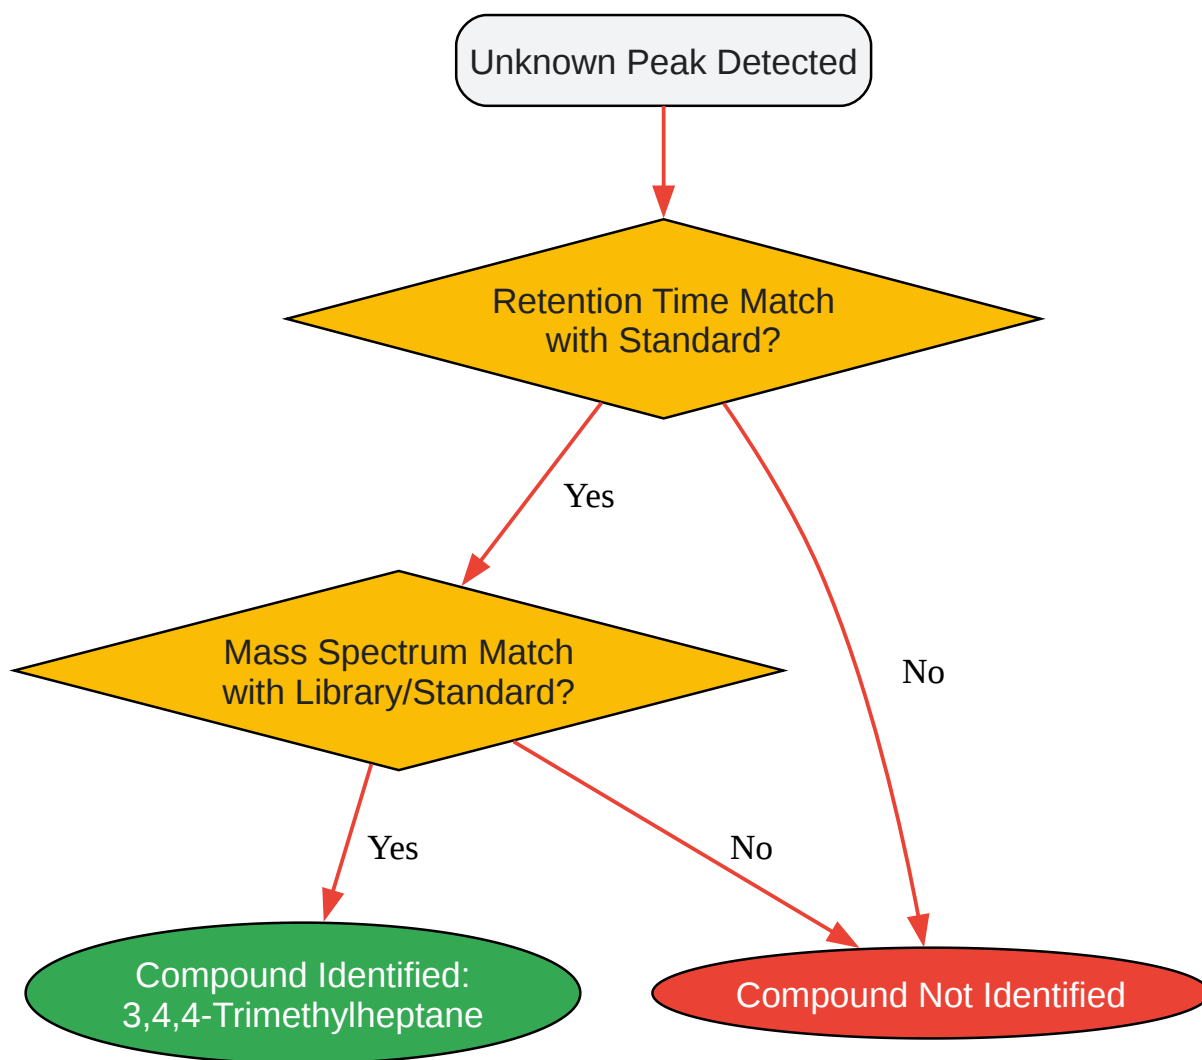 Unknown Peak Detected
Retention Time Match
with Standard?
Yes
Mass Spectrum Match
with Library/Standard?
No
Yes
No
Compound Identified:
3,4,4-Trimethylheptane
Compound Not Identified